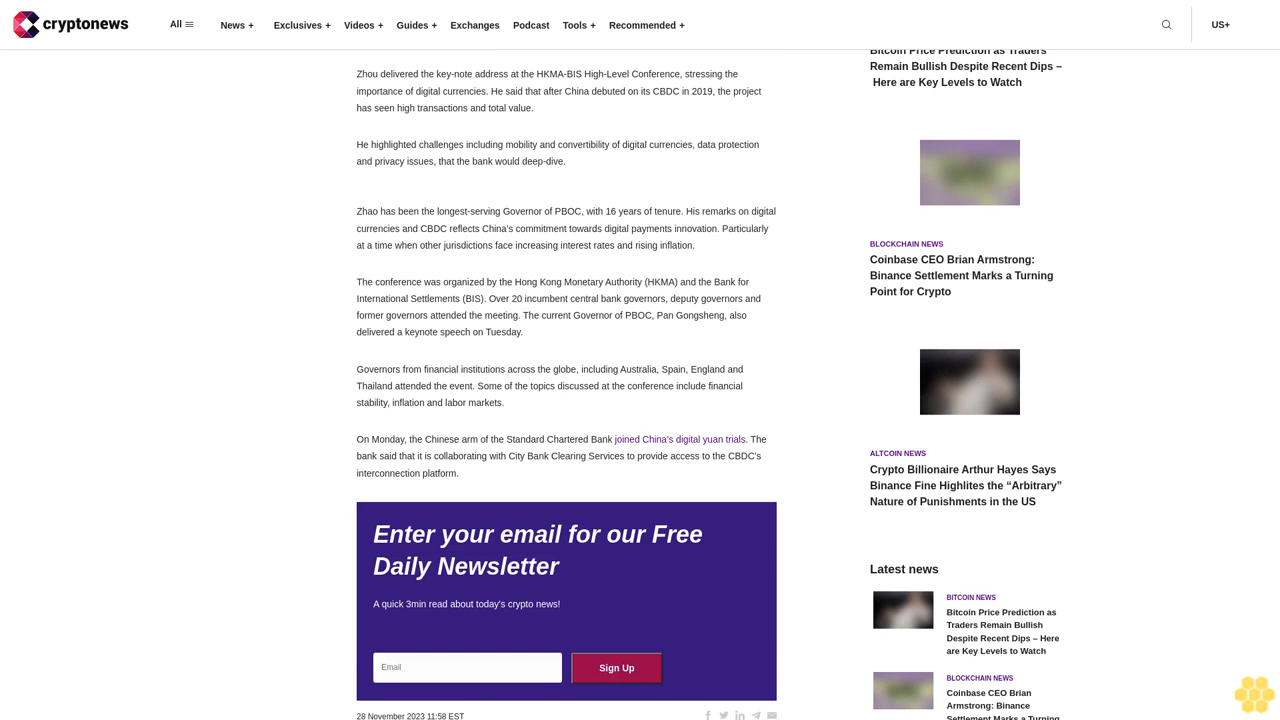 cryptonews
All
News +
Exclusives +
Videos +
Guides +
Exchanges
Podcast
Tools +
Recommended +
US+
Zhou delivered the key-note address at the HKMA-BIS High-Level Conference, stressing the
importance of digital currencies. He said that after China debuted on its CBDC in 2019, the project
has seen high transactions and total value.
He highlighted challenges including mobility and convertibility of digital currencies, data protection
and privacy issues, that the bank would deep-dive.
Zhao has been the longest-serving Governor of PBOC, with 16 years of tenure. His remarks on digital
currencies and CBDC reflects China’s commitment towards digital payments innovation. Particularly
at a time when other jurisdictions face increasing interest rates and rising inflation.
The conference was organized by the Hong Kong Monetary Authority (HKMA) and the Bank for
International Settlements (BIS). Over 20 incumbent central bank governors, deputy governors and
former governors attended the meeting. The current Governor of PBOC, Pan Gongsheng, also
delivered a keynote speech on Tuesday.
Governors from financial institutions across the globe, including Australia, Spain, England and
Thailand attended the event. Some of the topics discussed at the conference include financial
stability, inflation and labor markets.
On Monday, the Chinese arm of the Standard Chartered Bank joined China’s digital yuan trials. The
bank said that it is collaborating with City Bank Clearing Services to provide access to the CBDC’s
interconnection platform.
Enter your email for our Free
Daily Newsletter
A quick 3min read about today's crypto news!
Email
Sign Up
28 November 2023 11:58 EST
Bitcoin Price Prediction as Traders
Remain Bullish Despite Recent Dips –
Here are Key Levels to Watch
BLOCKCHAIN NEWS
Coinbase CEO Brian Armstrong:
Binance Settlement Marks a Turning
Point for Crypto
ALTCOIN NEWS
Crypto Billionaire Arthur Hayes Says
Binance Fine Highlites the “Arbitrary”
Nature of Punishments in the US
Latest news
BITCOIN NEWS
Bitcoin Price Prediction as
Traders Remain Bullish
Despite Recent Dips – Here
are Key Levels to Watch
BLOCKCHAIN NEWS
Coinbase CEO Brian
Armstrong: Binance
Settlement Marks a Turning